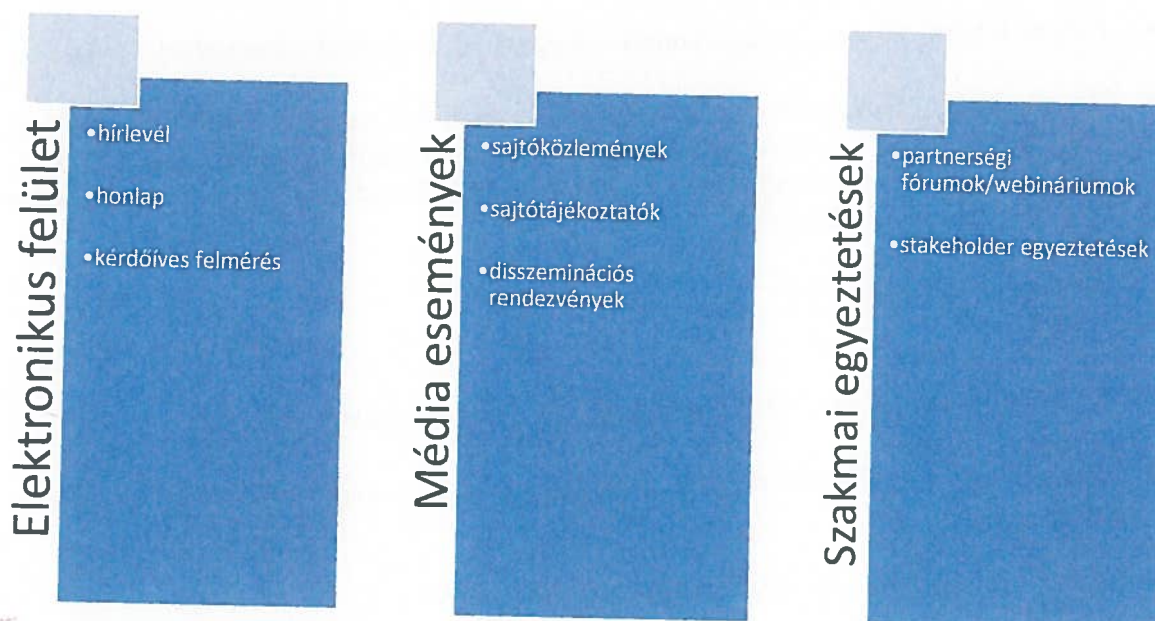 Elektronikus felület
•hírlevél
•honlap
•kérdőíves felmérés
Média események
•sajtóközlemények
•sajtótájékoztatók
•disszeminációs
rendezvények
Szakmai egyeztetések
•partnerségi
fórumok/webináriumok
•stakeholder egyeztetések